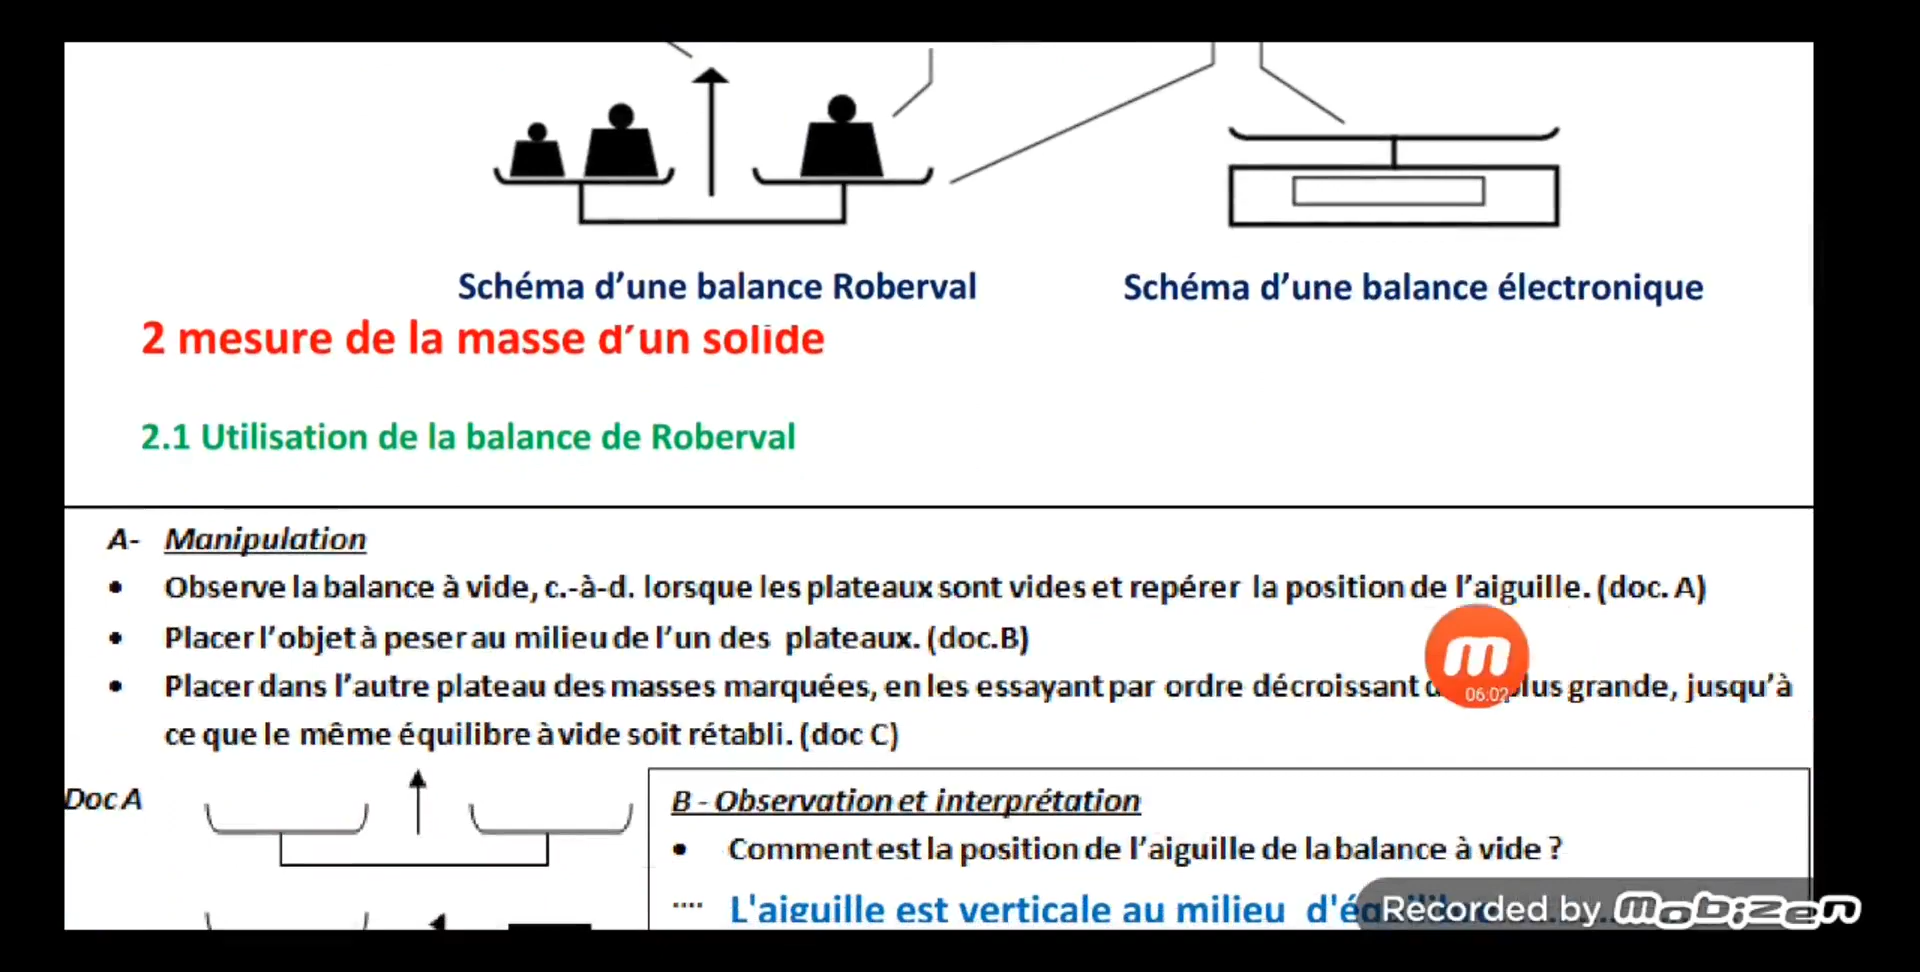 Schéma d’une balance Roberval
Schéma d’une balance électronique
2 mesure de la masse d’un solide
2.1 Utilisation de la balance de Roberval
A- Manipulation
• Observe la balance à vide, c.-à-d. lorsque les plateaux sont vides et repérer la position de l’aiguille. (doc. A)
• Placer l’objet à peser au milieu de l’un des plateaux. (doc.B)
• Placer dans l’autre plateau des masses marquées, en les essayant par ordre décroissant plus grande, jusqu’à
ce que le même équilibre à vide soit rétabli. (doc C)
06:02
Doc A
B - Observation et interprétation
• Comment est la position de l’aiguille de la balance à vide ?
.... L'aiguille est verticale au milieu
Recorded by Mobizen